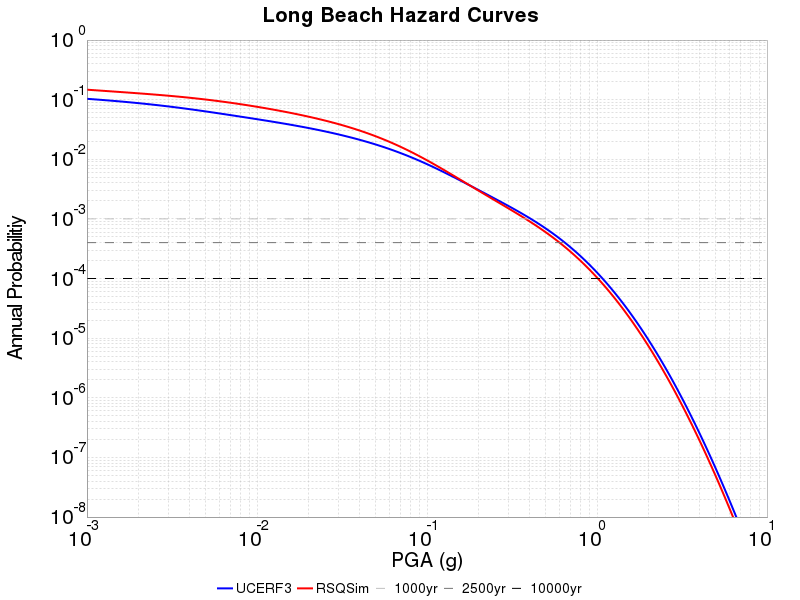 Long Beach Hazard Curves
10^0
10^-1
10^-2
10^-3
10^-4
10^-5
10^-6
10^-7
10^-8
Annual Probabilitiy
10^-3 10^-2 10^-1 10^0 10^1
PGA (g)
UCERF3 RSQSim 1000yr 2500yr 10000yr